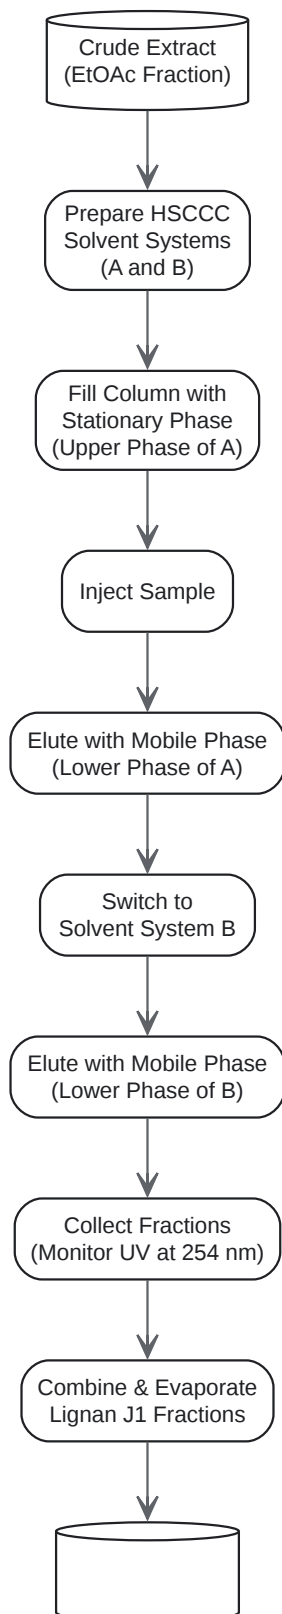 Crude Extract
(EtOAc Fraction)
Prepare HSCCC
Solvent Systems
(A and B)
Fill Column with
Stationary Phase
(Upper Phase of A)
Inject Sample
Elute with Mobile Phase
(Lower Phase of A)
Switch to
Solvent System B
Elute with Mobile Phase
(Lower Phase of B)
Collect Fractions
(Monitor UV at 254 nm)
Combine & Evaporate
Lignan J1 Fractions